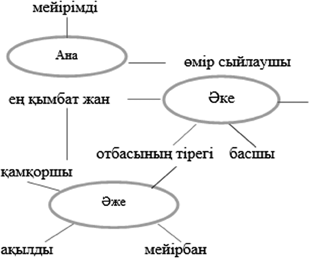 мейірімді
Ана
өмір сыйлаушы
ең қымбат жан
Әке
отбасының тірегі
басшы
қамқоршы
Әже
ақылды
мейірбан